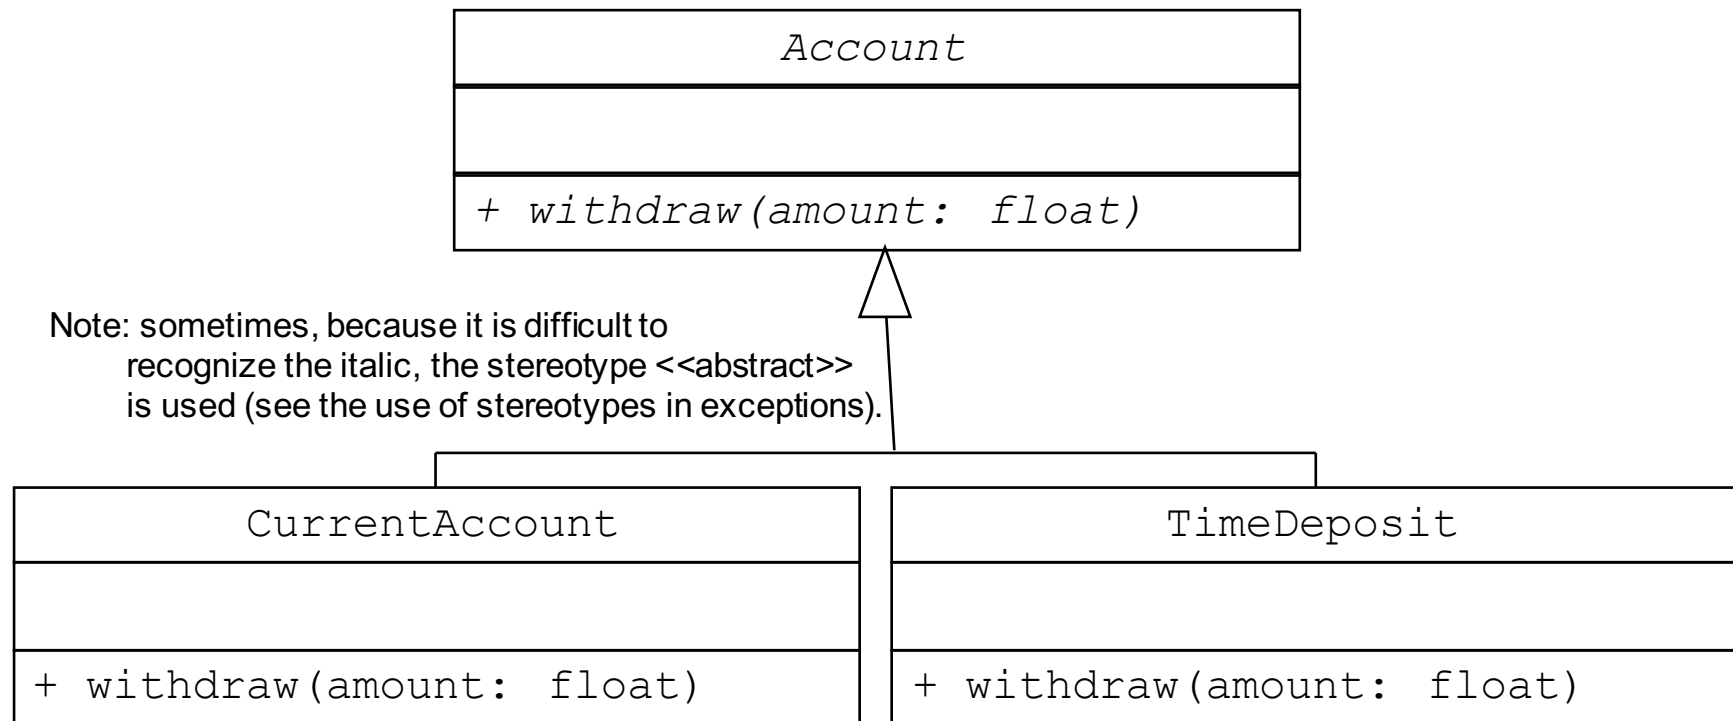 Account
+ withdraw(amount: float)
Note: sometimes, because it is difficult to
recognize the italic, the stereotype <<abstract>>
is used (see the use of stereotypes in exceptions).
CurrentAccount
+ withdraw(amount: float)
TimeDeposit
+ withdraw(amount: float)